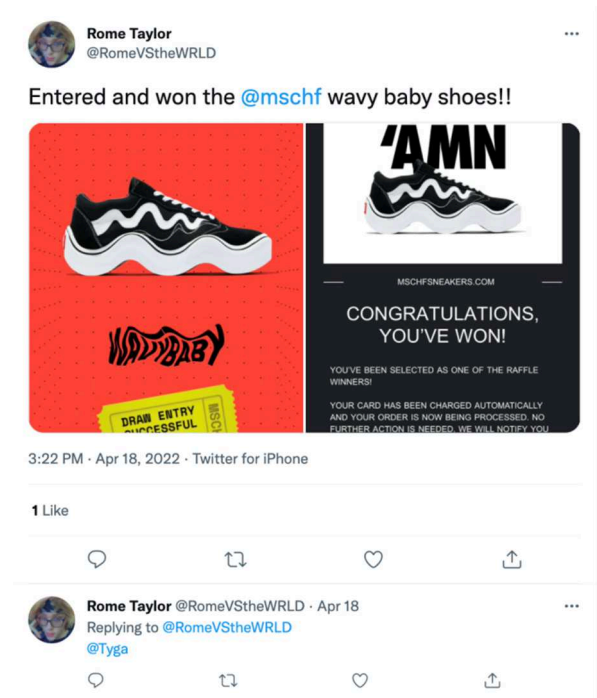 Rome Taylor
@RomeVStheWRLD
Entered and won the @mschf wavy baby shoes!!
WAVYBABY
DRAW ENTRY
SUCCESSFUL
MSCH
'AMN
MSCHFSNEAKERS.COM
CONGRATULATIONS,
YOU'VE WON!
YOU'VE BEEN SELECTED AS ONE OF THE RAFFLE
WINNERS!
YOUR CARD HAS BEEN CHARGED AUTOMATICALLY
AND YOUR ORDER IS NOW BEING PROCESSED. NO
FURTHER ACTION IS NEEDED. WE WILL NOTIFY YOU
3:22 PM · Apr 18, 2022 · Twitter for iPhone
1 Like
Rome Taylor @RomeVStheWRLD · Apr 18
Replying to @RomeVStheWRLD
@Tyga